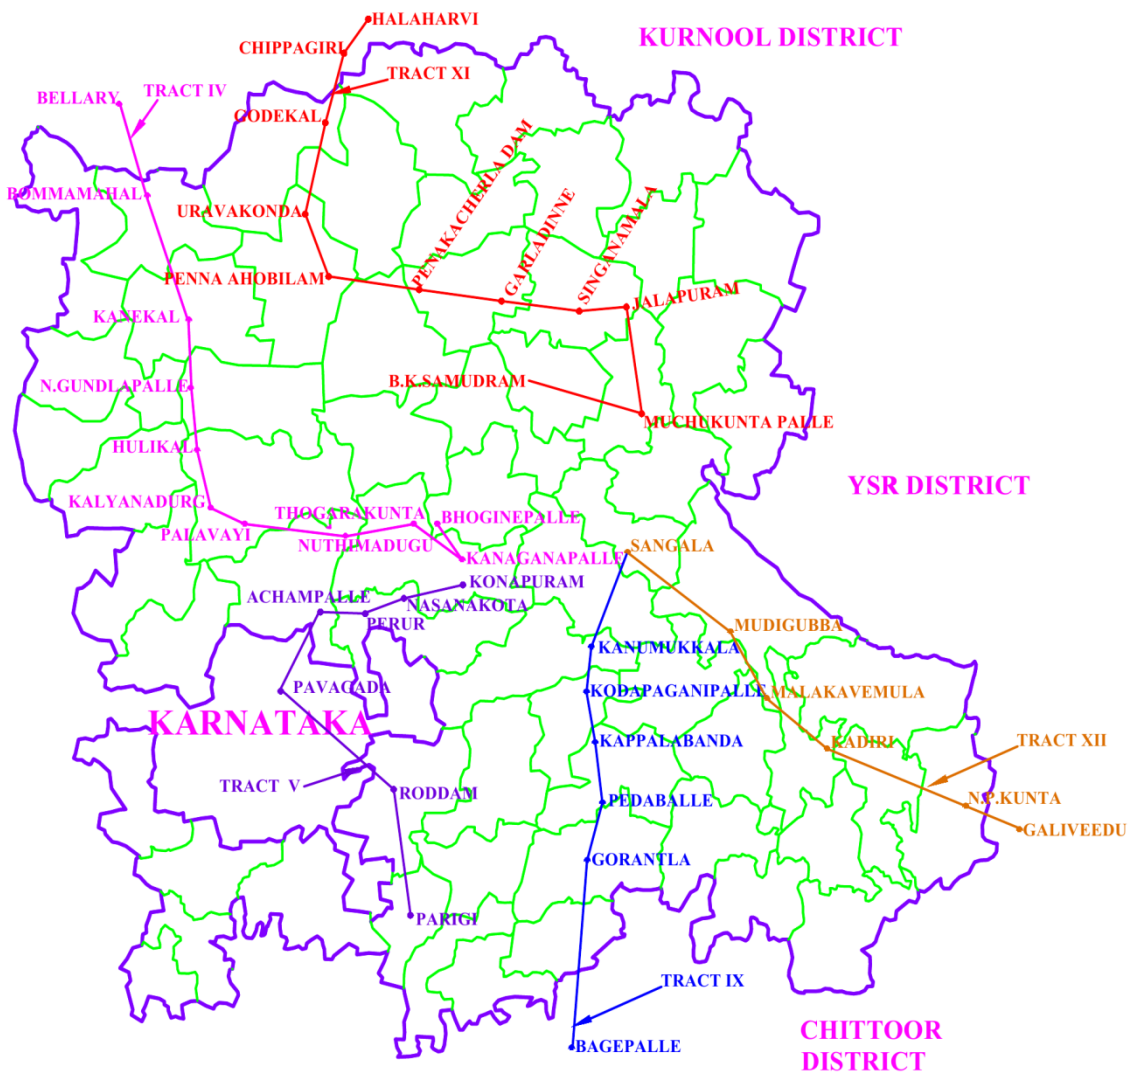 HALAHARVI
KURNOOL DISTRICT
CHIPPAGIRI
TRACT XI
TRACT IV
BELLARY
CODEKAL
PENAKACHERLA DAM
GARLADINNE
SINGANAMALA
BOMMAMAHAL
URAVAKONDA
PENNA AHOBILAM
JALAPURAM
KANEKAL
B.K.SAMUDRAM
N.GUNDLAPALLE
MUCHUKUNTA PALLE
HULIKAL
YSR DISTRICT
KALYANADURG
THOGARAKUNTA
BHOGINEPALLE
PALAVAYI
NUTHIMADUGU
SANGALA
KANAGANAPALLE
KONAPURAM
ACHAMPALLE
NASANAKOTA
PERUR
MUDIGUBBA
KANUMUKKALA
PAVAGADA
KODAPAGANIPALLE
MALAKAVEMULA
KARNATAKA
KAPPALABANDA
KADIRI
TRACT XII
TRACT V
RODDAM
PEDABALLE
N.P.KUNTA
GALIVEEDU
GORANTLA
PARIGI
TRACT IX
BAGEPALLE
CHITTOOR
DISTRICT